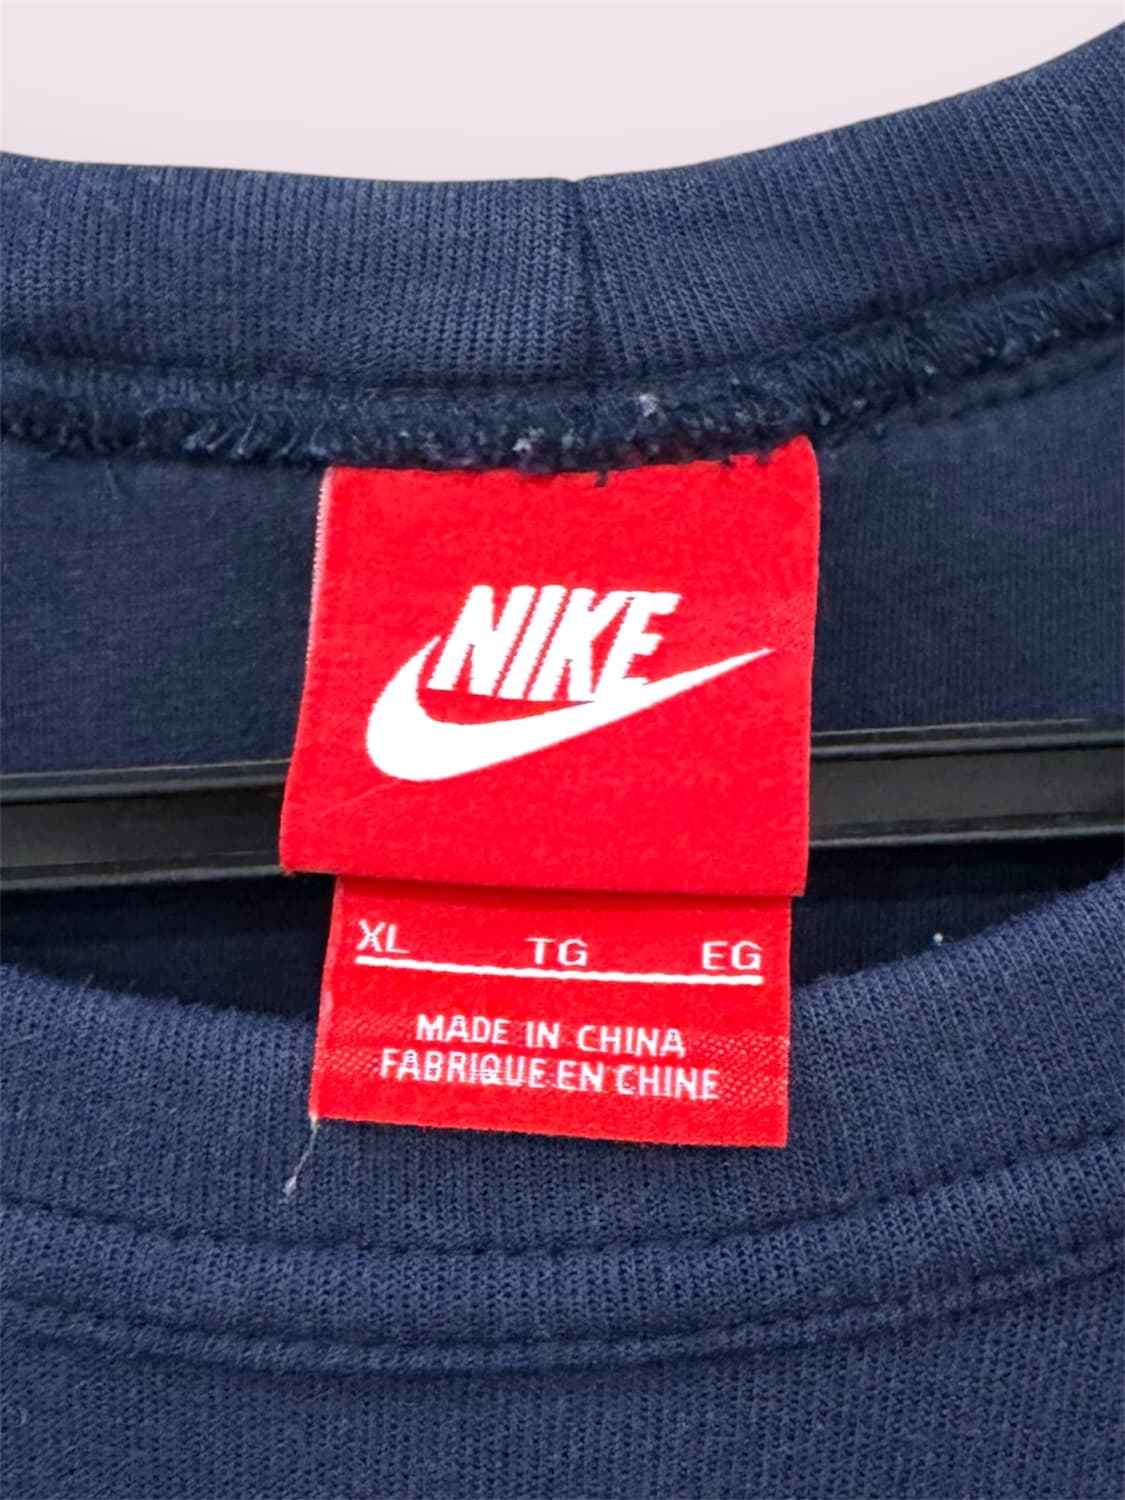 NIKE
XL TG EG
MADE IN CHINA
FABRIQUE EN CHINE